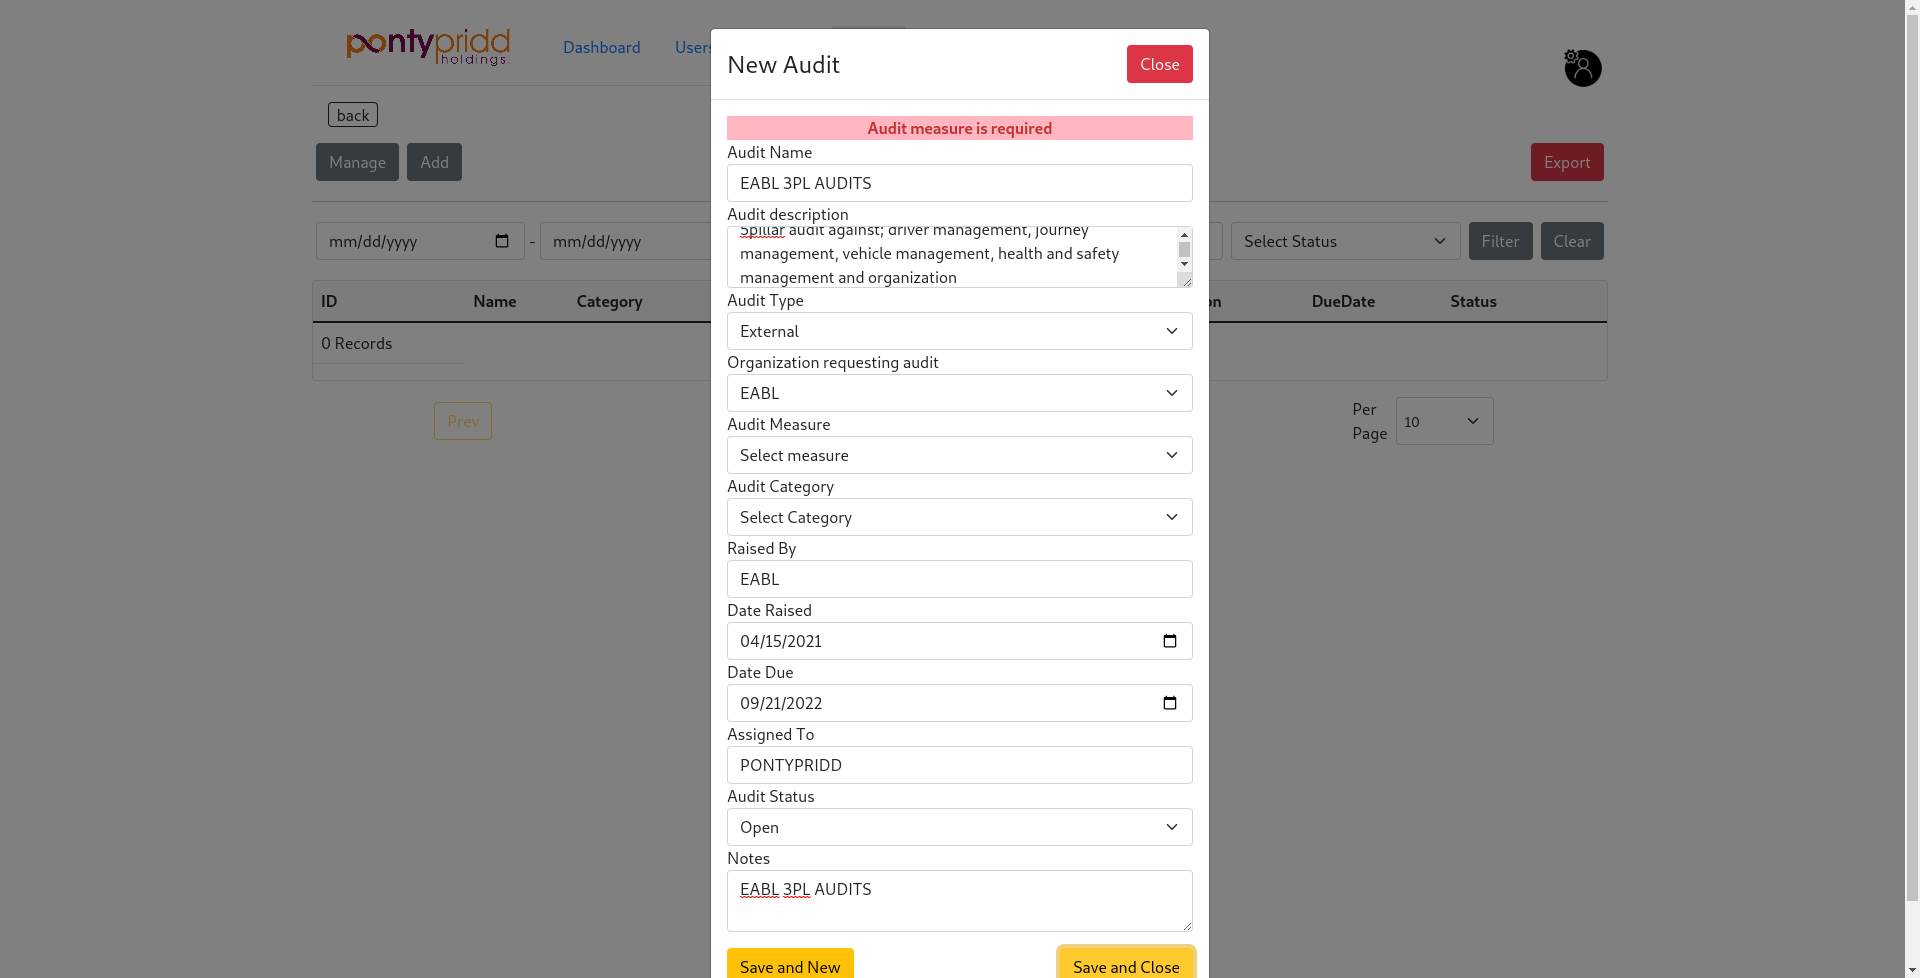 pontypridd
holdings
Dashboard
Users
back
Manage
Add
Export
mm/dd/yyyy
-
mm/dd/yyyy
Select Status
Filter
Clear
ID
Name
Category
DueDate
Status
0 Records
Prev
Per
Page
10
New Audit
Close
Audit measure is required
Audit Name
EABL 3PL AUDITS
Audit description
5pillar audit against; driver management, journey
management, vehicle management, health and safety
management and organization
Audit Type
External
Organization requesting audit
EABL
Audit Measure
Select measure
Audit Category
Select Category
Raised By
EABL
Date Raised
04/15/2021
Date Due
09/21/2022
Assigned To
PONTYPRIDD
Audit Status
Open
Notes
EABL 3PL AUDITS
Save and New
Save and Close